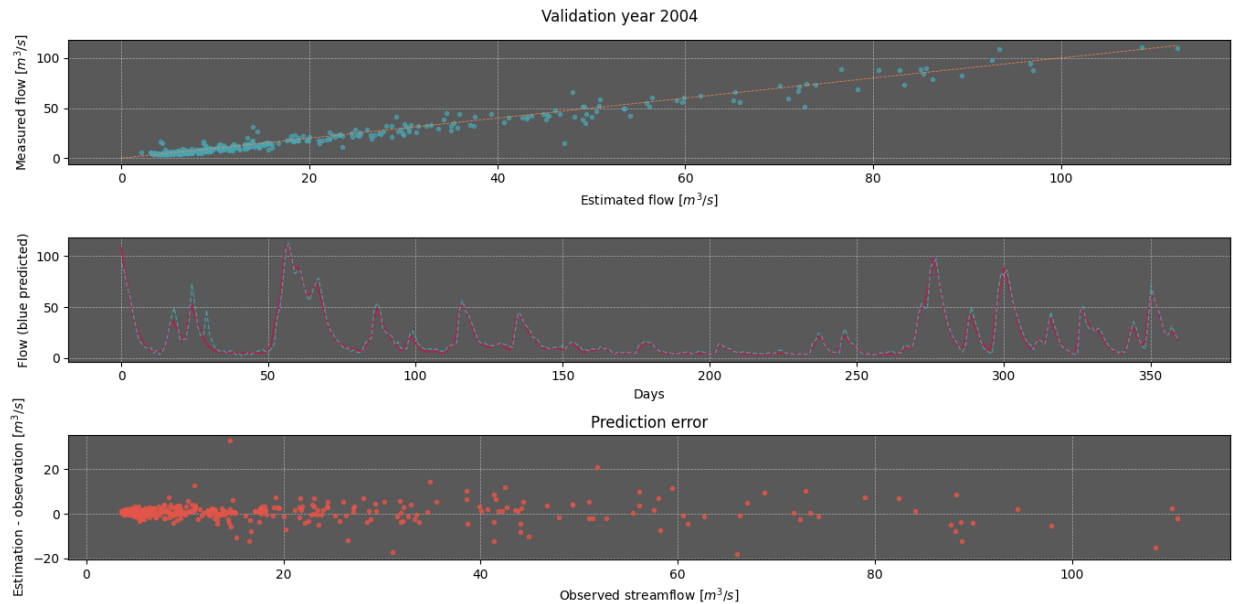 Validation year 2004
Measured flow [m³/s]
100
50
0
0 20 40 60 80 100
Estimated flow [m³/s]
Flow (blue predicted)
100
50
0
0 50 100 150 200 250 300 350
Days
Prediction error
Estimation - observation [m³/s]
20
0
−20
0 20 40 60 80 100
Observed streamflow [m³/s]